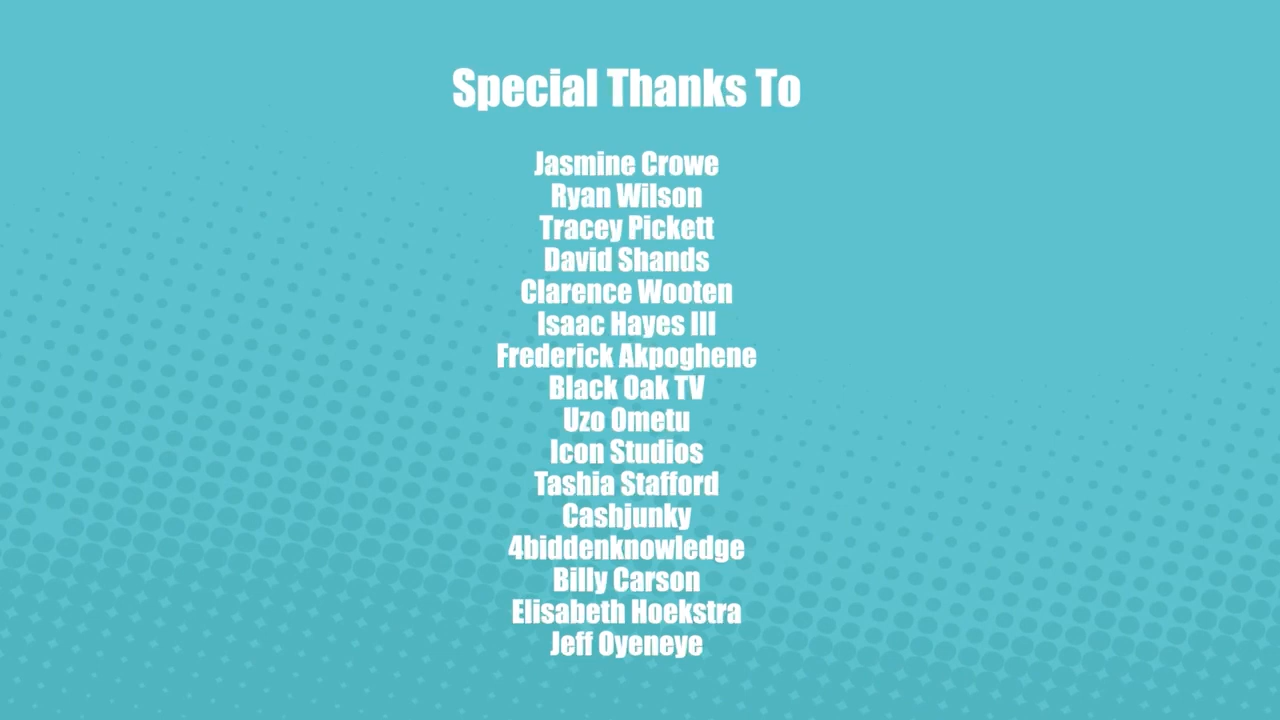 Special Thanks To
Jasmine Crowe
Ryan Wilson
Tracey Pickett
David Shands
Clarence Wooten
Isaac Hayes III
Frederick Akpoghene
Black Oak TV
Uzo Ometu
Icon Studios
Tashia Stafford
Cashjunky
4biddenknowledge
Billy Carson
Elisabeth Hoekstra
Jeff Oyeneye